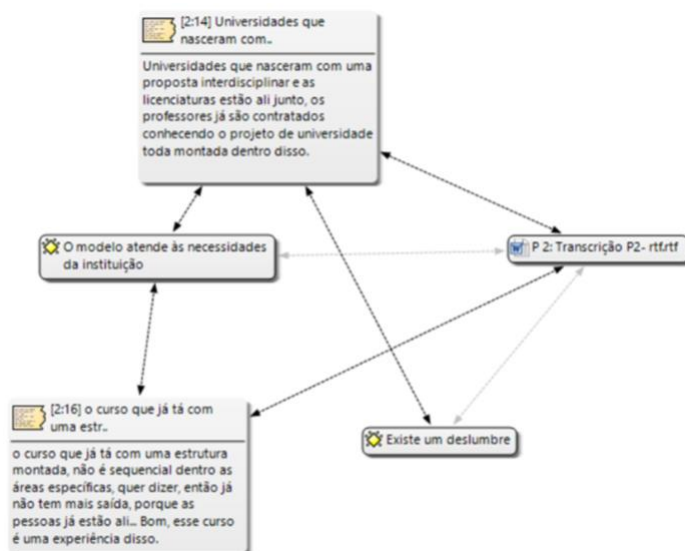 [2:14] Universidades que
nasceram com..
Universidades que nasceram com uma
proposta interdisciplinar e as
licenciaturas estão ali junto, os
professores já são contratados
conhecendo o projeto de universidade
toda montada dentro disso.
O modelo atende às necessidades
da instituição
P 2: Transcrição P2- rtf.rtf
[2:16] o curso que já tá com
uma estr..
o curso que já tá com uma estrutura
montada, não é sequencial dentro as
áreas específicas, quer dizer, então já
não tem mais saída, porque as
pessoas já estão ali... Bom, esse curso
é uma experiência disso.
Existe um deslumbre